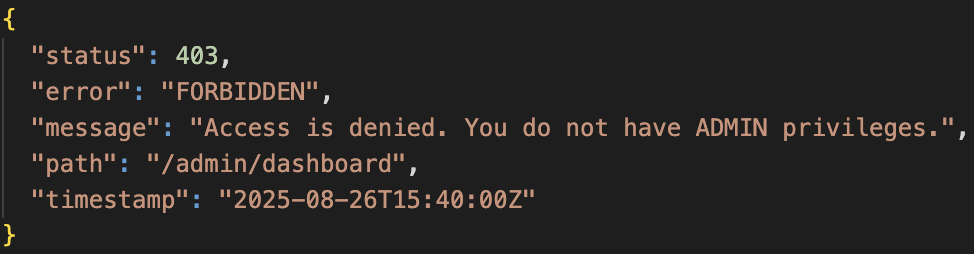 {
"status": 403,
"error": "FORBIDDEN",
"message": "Access is denied. You do not have ADMIN privileges.",
"path": "/admin/dashboard",
"timestamp": "2025-08-26T15:40:00Z"
}